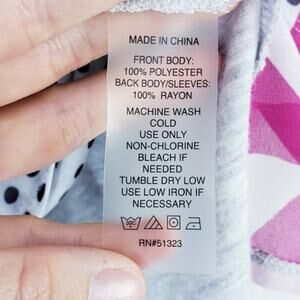 MADE IN CHINA
FRONT BODY:
100% POLYESTER
BACK BODY/SLEEVES:
100% RAYON
MACHINE WASH
COLD
USE ONLY
NON-CHLORINE
BLEACH IF
NEEDED
TUMBLE DRY LOW
USE LOW IRON IF
NECESSARY
RN#51323